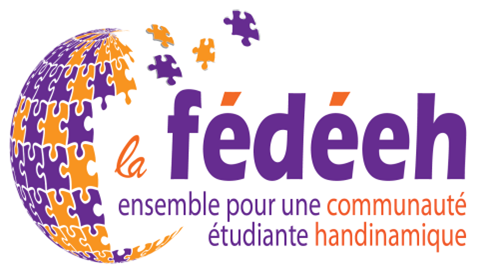 la fédéeh
ensemble pour une communauté
étudiante handinamique